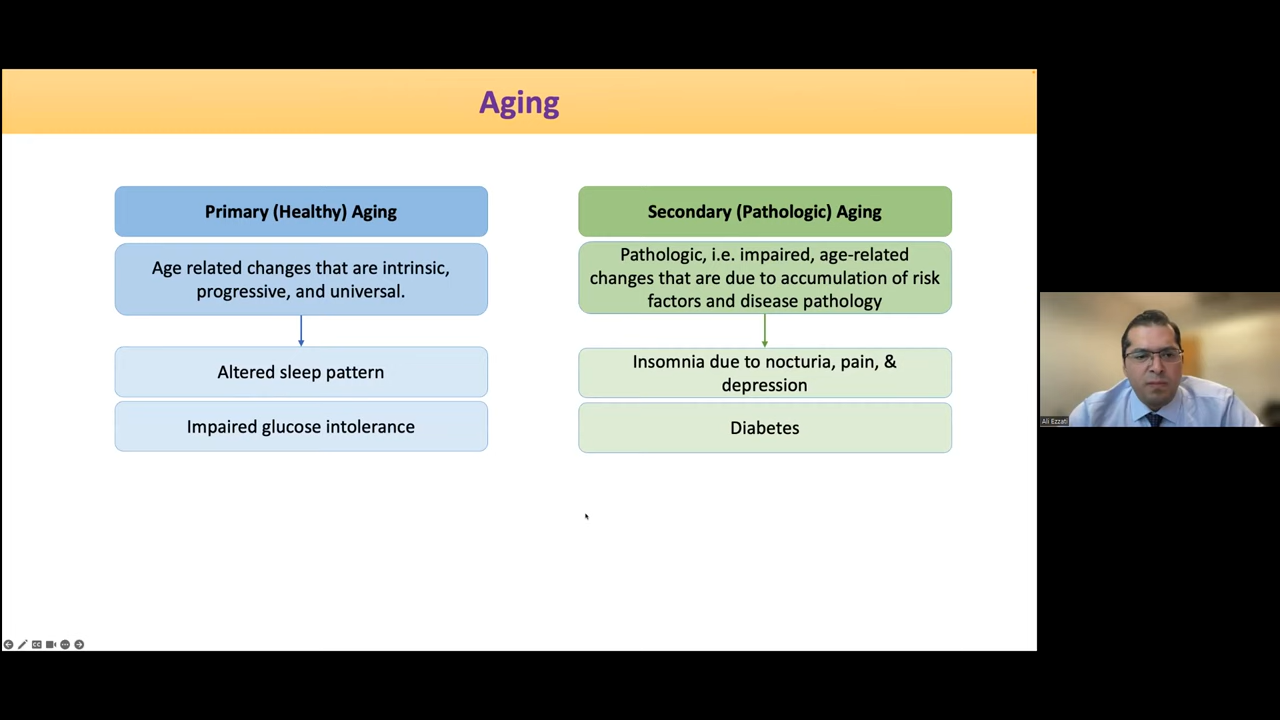 Aging
Primary (Healthy) Aging
Age related changes that are intrinsic,
progressive, and universal.
Altered sleep pattern
Impaired glucose intolerance
Secondary (Pathologic) Aging
Pathologic, i.e. impaired, age-related
changes that are due to accumulation of risk
factors and disease pathology
Insomnia due to nocturia, pain, &
depression
Diabetes
Ali Ezzati